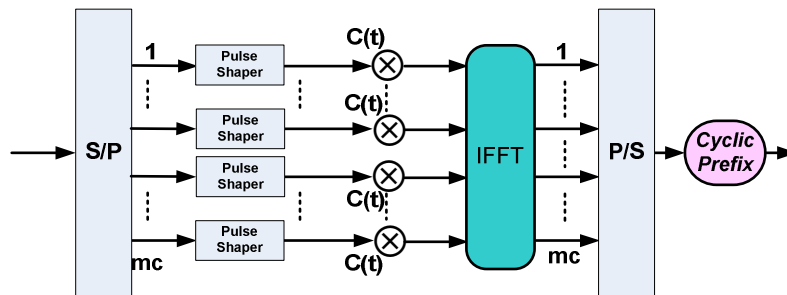 C(t)
1
Pulse
Shaper
1
C(t)
Pulse
Shaper
S/P
IFFT
P/S
Cyclic
Prefix
Pulse
Shaper
C(t)
Pulse
Shaper
mc
C(t)
mc